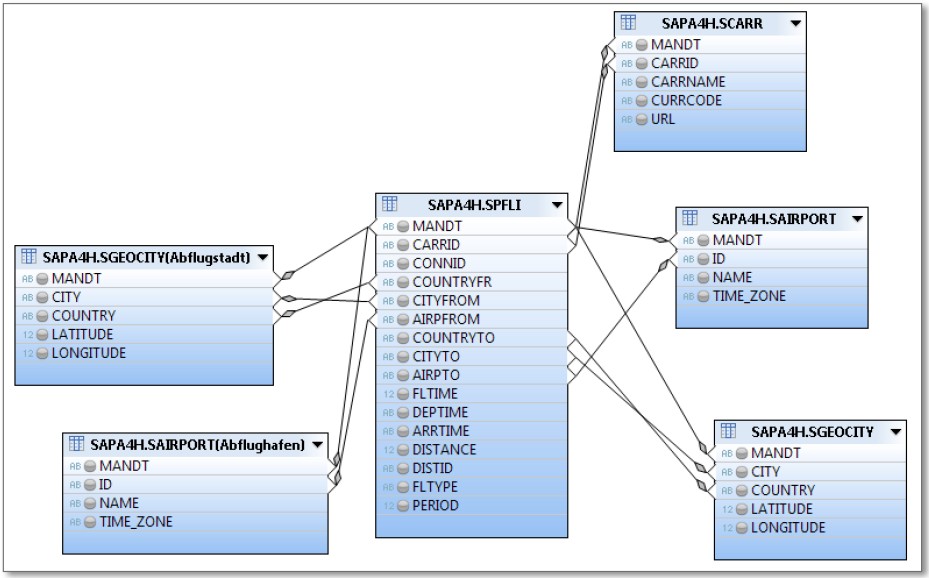 SAPA4H.SCARR
AB MANDT
AB CARRID
AB CARRNAME
AB CURRCODE
AB URL
SAPA4H.SPFLI
AB MANDT
AB CARRID
AB CONNID
AB COUNTRYFR
AB CITYFROM
AB AIRPFROM
AB COUNTRYTO
AB CITYTO
AB AIRPTO
12 FLTIME
AB DEPTIME
AB ARRTIME
12 DISTANCE
AB DISTID
AB FLTYPE
12 PERIOD
SAPA4H.SAIRPORT
AB MANDT
AB ID
AB NAME
AB TIME_ZONE
SAPA4H.SGEOCITY(Abflugstadt)
AB MANDT
AB CITY
AB COUNTRY
12 LATITUDE
12 LONGITUDE
SAPA4H.SAIRPORT(Abflughafen)
AB MANDT
AB ID
AB NAME
AB TIME_ZONE
SAPA4H.SGEOCITY
AB MANDT
AB CITY
AB COUNTRY
12 LATITUDE
12 LONGITUDE